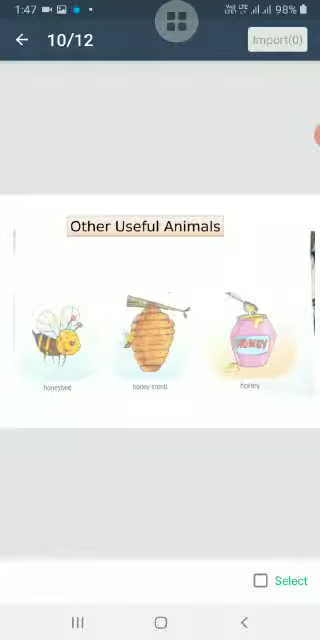 1:47
98%
10/12
Import(0)
Other Useful Animals
HONEY
honeybee
honey comb
honey
Select